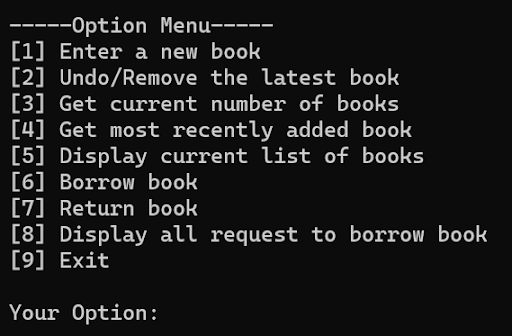 -----Option Menu-----
[1] Enter a new book
[2] Undo/Remove the latest book
[3] Get current number of books
[4] Get most recently added book
[5] Display current list of books
[6] Borrow book
[7] Return book
[8] Display all request to borrow book
[9] Exit
Your Option: